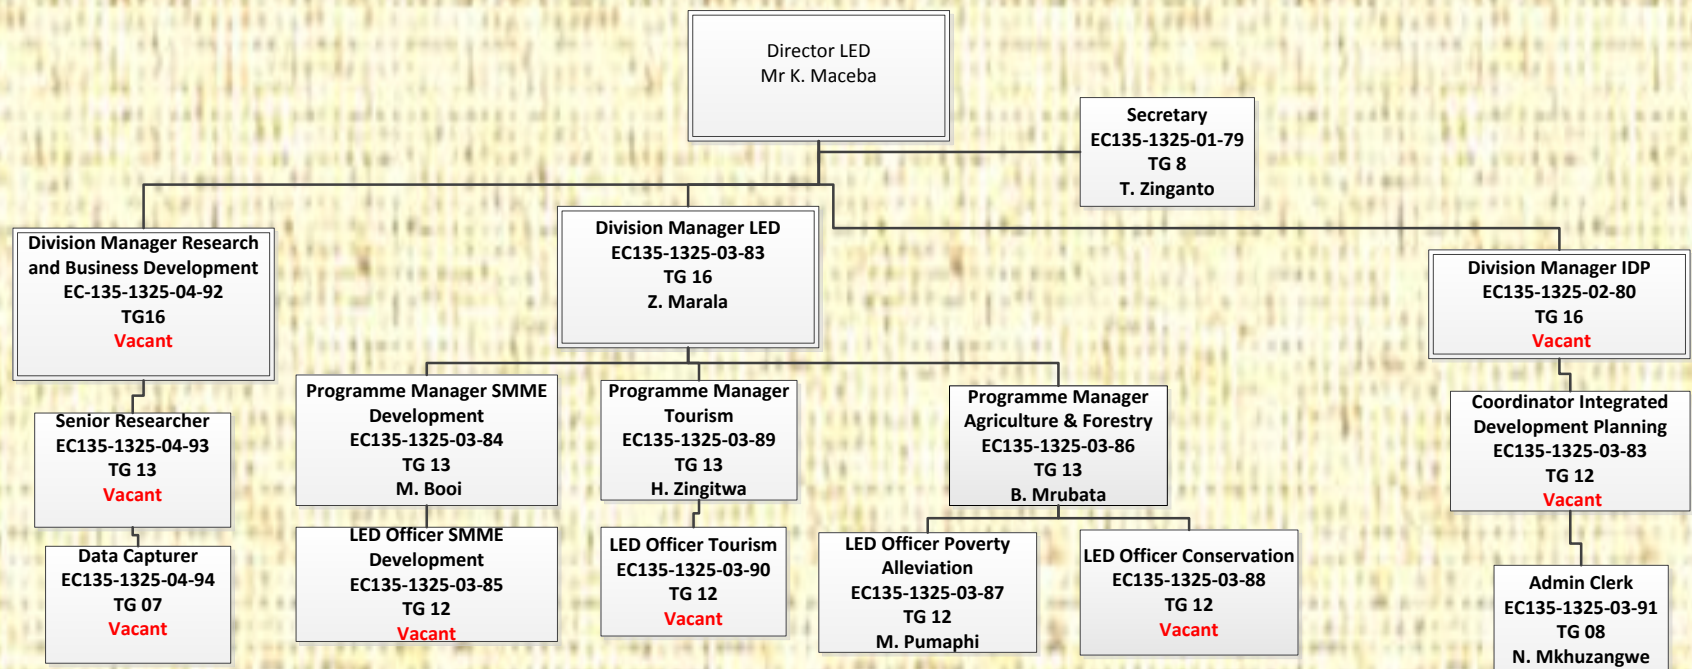 Director LED
Mr K. Maceba
Secretary
EC135-1325-01-79
TG 8
T. Zinganto
Division Manager Research
and Business Development
EC-135-1325-04-92
TG16
Vacant
Division Manager LED
EC135-1325-03-83
TG 16
Z. Marala
Division Manager IDP
EC135-1325-02-80
TG 16
Vacant
Senior Researcher
EC135-1325-04-93
TG 13
Vacant
Programme Manager SMME
Development
EC135-1325-03-84
TG 13
M. Booi
Programme Manager
Tourism
EC135-1325-03-89
TG 13
H. Zingitwa
Programme Manager
Agriculture & Forestry
EC135-1325-03-86
TG 13
B. Mrubata
Coordinator Integrated
Development Planning
EC135-1325-03-83
TG 12
Vacant
Data Capturer
EC135-1325-04-94
TG 07
Vacant
LED Officer SMME
Development
EC135-1325-03-85
TG 12
Vacant
LED Officer Tourism
EC135-1325-03-90
TG 12
Vacant
LED Officer Poverty
Alleviation
EC135-1325-03-87
TG 12
M. Pumaphi
LED Officer Conservation
EC135-1325-03-88
TG 12
Vacant
Admin Clerk
EC135-1325-03-91
TG 08
N. Mkhuzangwe